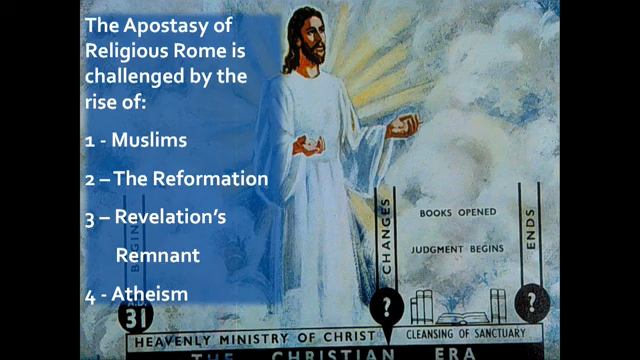 The Apostasy of
Religious Rome is
challenged by the
rise of:
1 - Muslims
2 – The Reformation
3 – Revelation's
Remnant
4 - Atheism
BEGINS
CHANGES
BOOKS OPENED
JUDGMENT BEGINS
ENDS
A.D.
31
?
?
HEAVENLY MINISTRY OF CHRIST
CLEANSING OF SANCTUARY
THE CHRISTIAN ERA